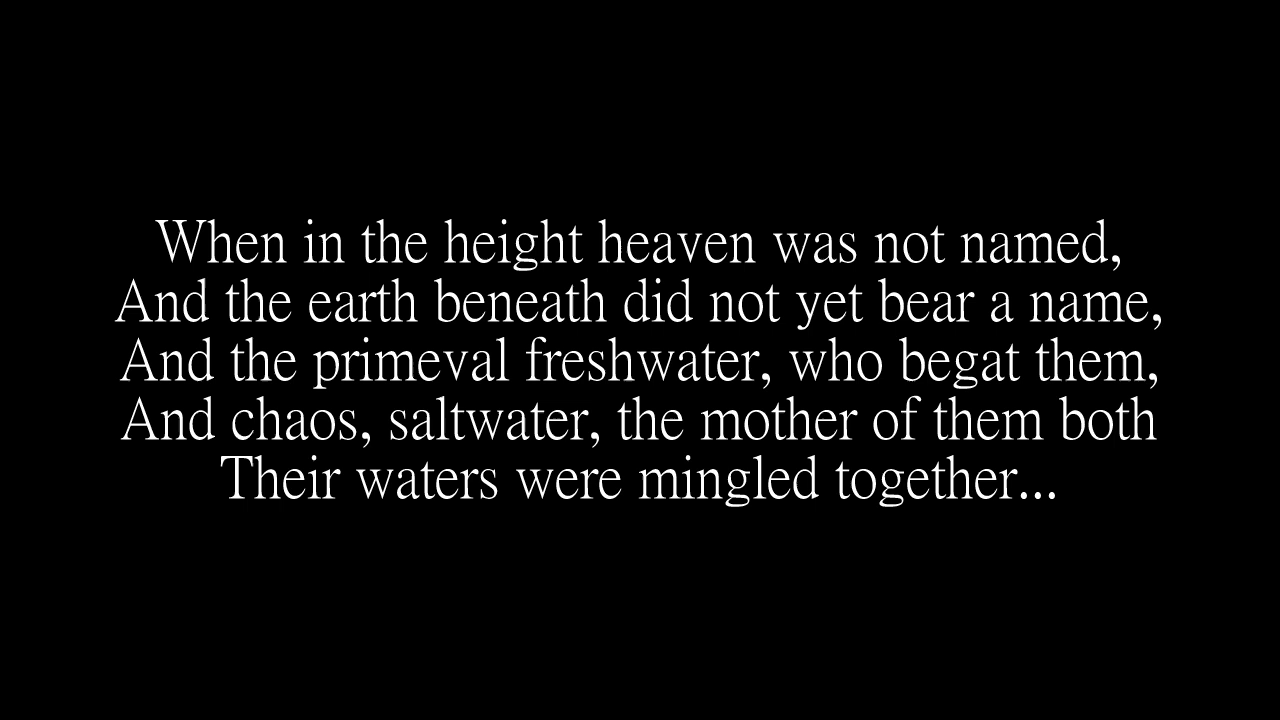 When in the height heaven was not named,
And the earth beneath did not yet bear a name,
And the primeval freshwater, who begat them,
And chaos, saltwater, the mother of them both
Their waters were mingled together...